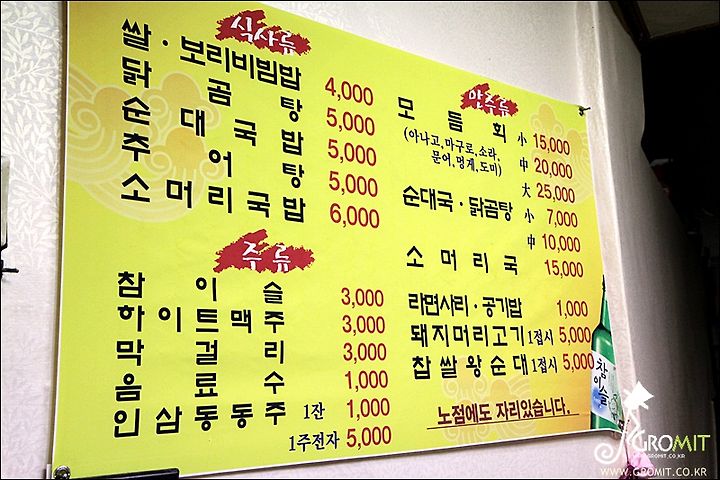 식사류
쌀·보리비빔밥 4,000
닭곰탕 5,000
순대국밥 5,000
추어탕 5,000
소머리국밥 6,000
주류
참이슬 3,000
하이트맥주 3,000
막걸리 3,000
음료수 1,000
인삼동동주 1잔 1,000
1주전자 5,000
안주류
모듬회 小 15,000
(아나고,마구로,소라, 中 20,000
문어,멍게,도미) 大 25,000
순대국·닭곰탕 小 7,000
中 10,000
소머리국 15,000
라면사리·공기밥 1,000
돼지머리고기 1접시 5,000
찹쌀왕순대 1접시 5,000
노점에도 자리있습니다.
참이슬
GROMIT
WWW.GROMIT.CO.KR